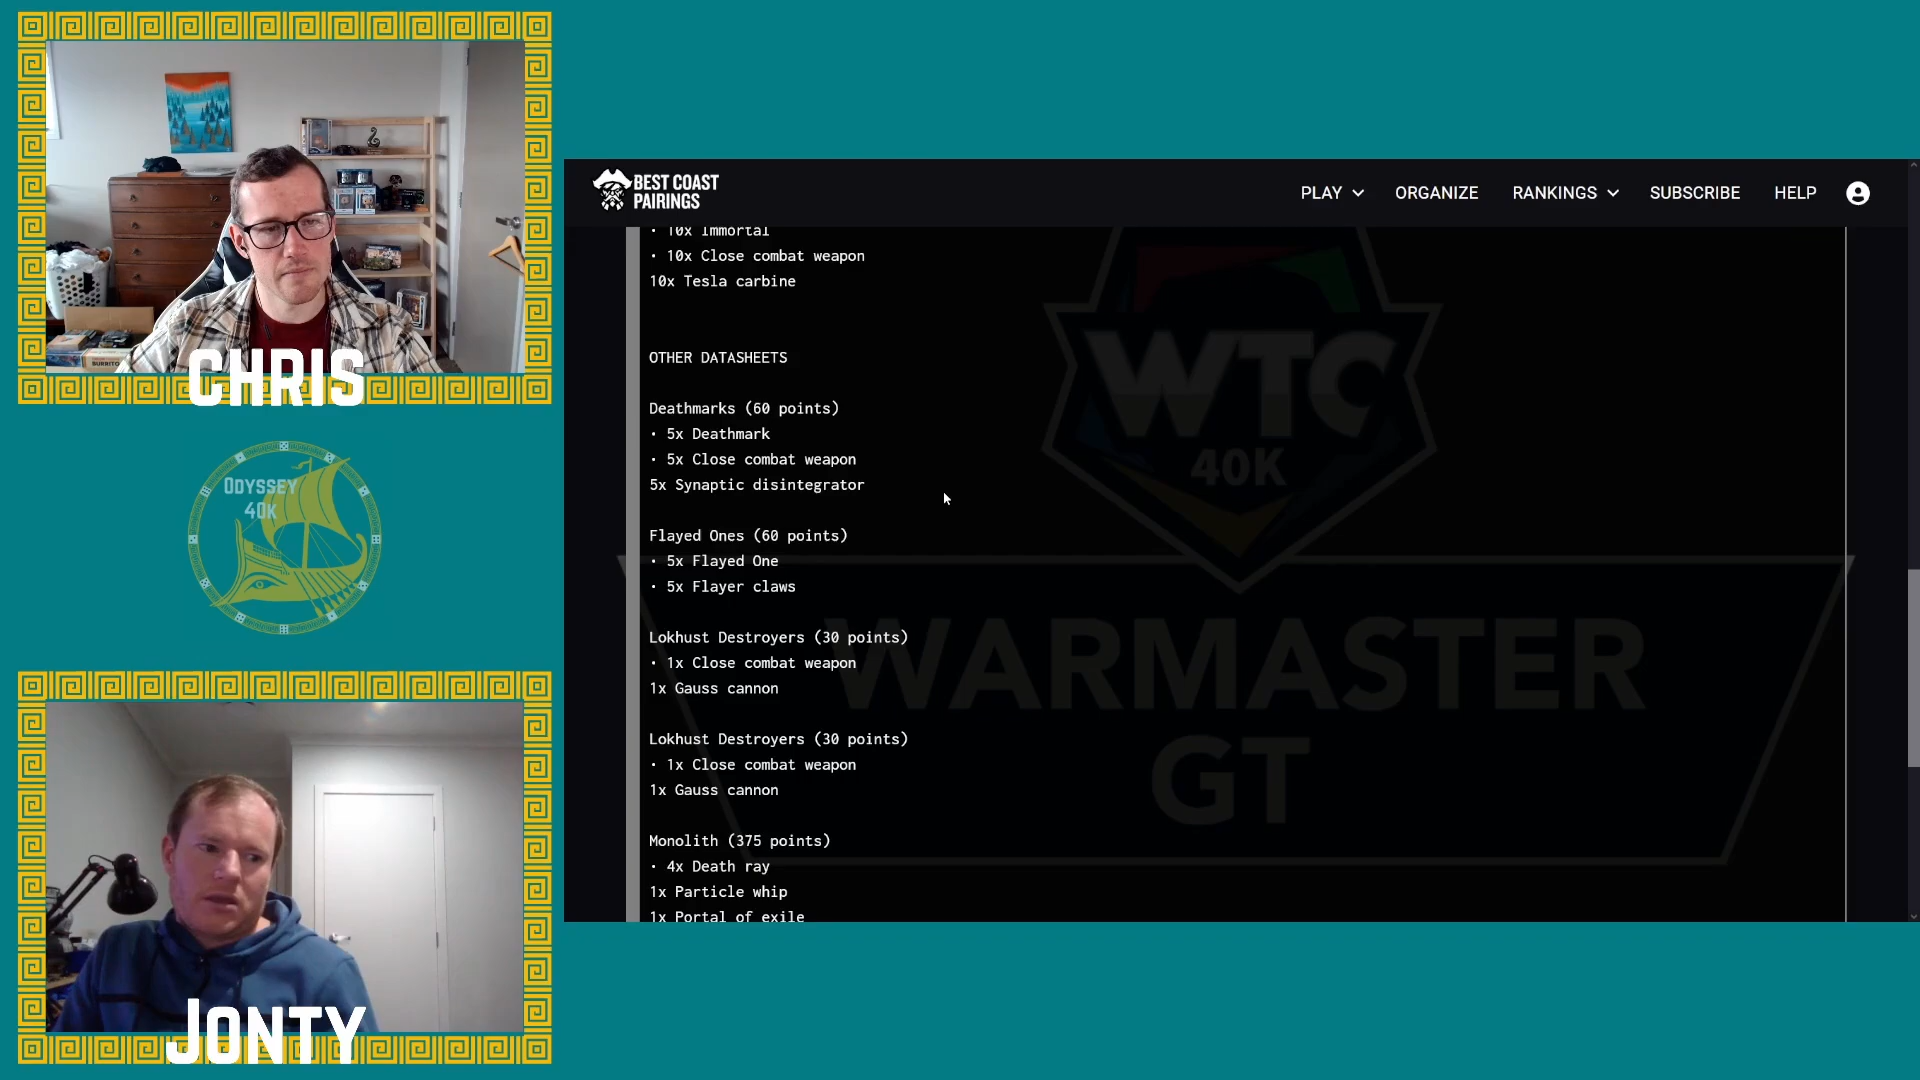 CHRIS
ODYSSEY
40K
JONTY
BEST COAST
PAIRINGS
PLAY
ORGANIZE
RANKINGS
SUBSCRIBE
HELP
• 10x Immortal
• 10x Close combat weapon
10x Tesla carbine
OTHER DATASHEETS
Deathmarks (60 points)
• 5x Deathmark
• 5x Close combat weapon
5x Synaptic disintegrator
Flayed Ones (60 points)
• 5x Flayed One
• 5x Flayer claws
Lokhust Destroyers (30 points)
• 1x Close combat weapon
1x Gauss cannon
Lokhust Destroyers (30 points)
• 1x Close combat weapon
1x Gauss cannon
Monolith (375 points)
• 4x Death ray
1x Particle whip
1x Portal of exile
WTC
40K
WARMASTER
GT
BURRITO